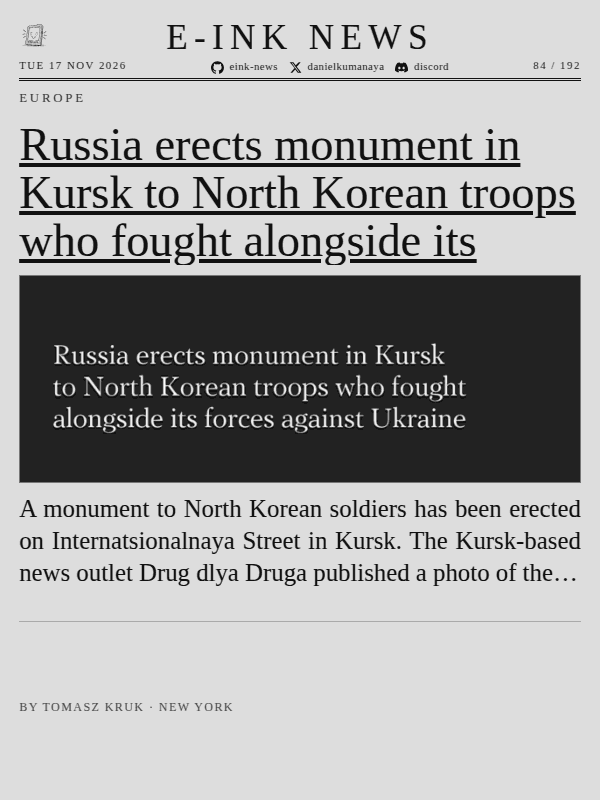 E-INK NEWS
TUE 17 NOV 2026
eink-news danielkumanaya discord
84 / 192
EUROPE
Russia erects monument in
Kursk to North Korean troops
who fought alongside its
Russia erects monument in Kursk
to North Korean troops who fought
alongside its forces against Ukraine
A monument to North Korean soldiers has been erected
on Internatsionalnaya Street in Kursk. The Kursk-based
news outlet Drug dlya Druga published a photo of the…
BY TOMASZ KRUK · NEW YORK